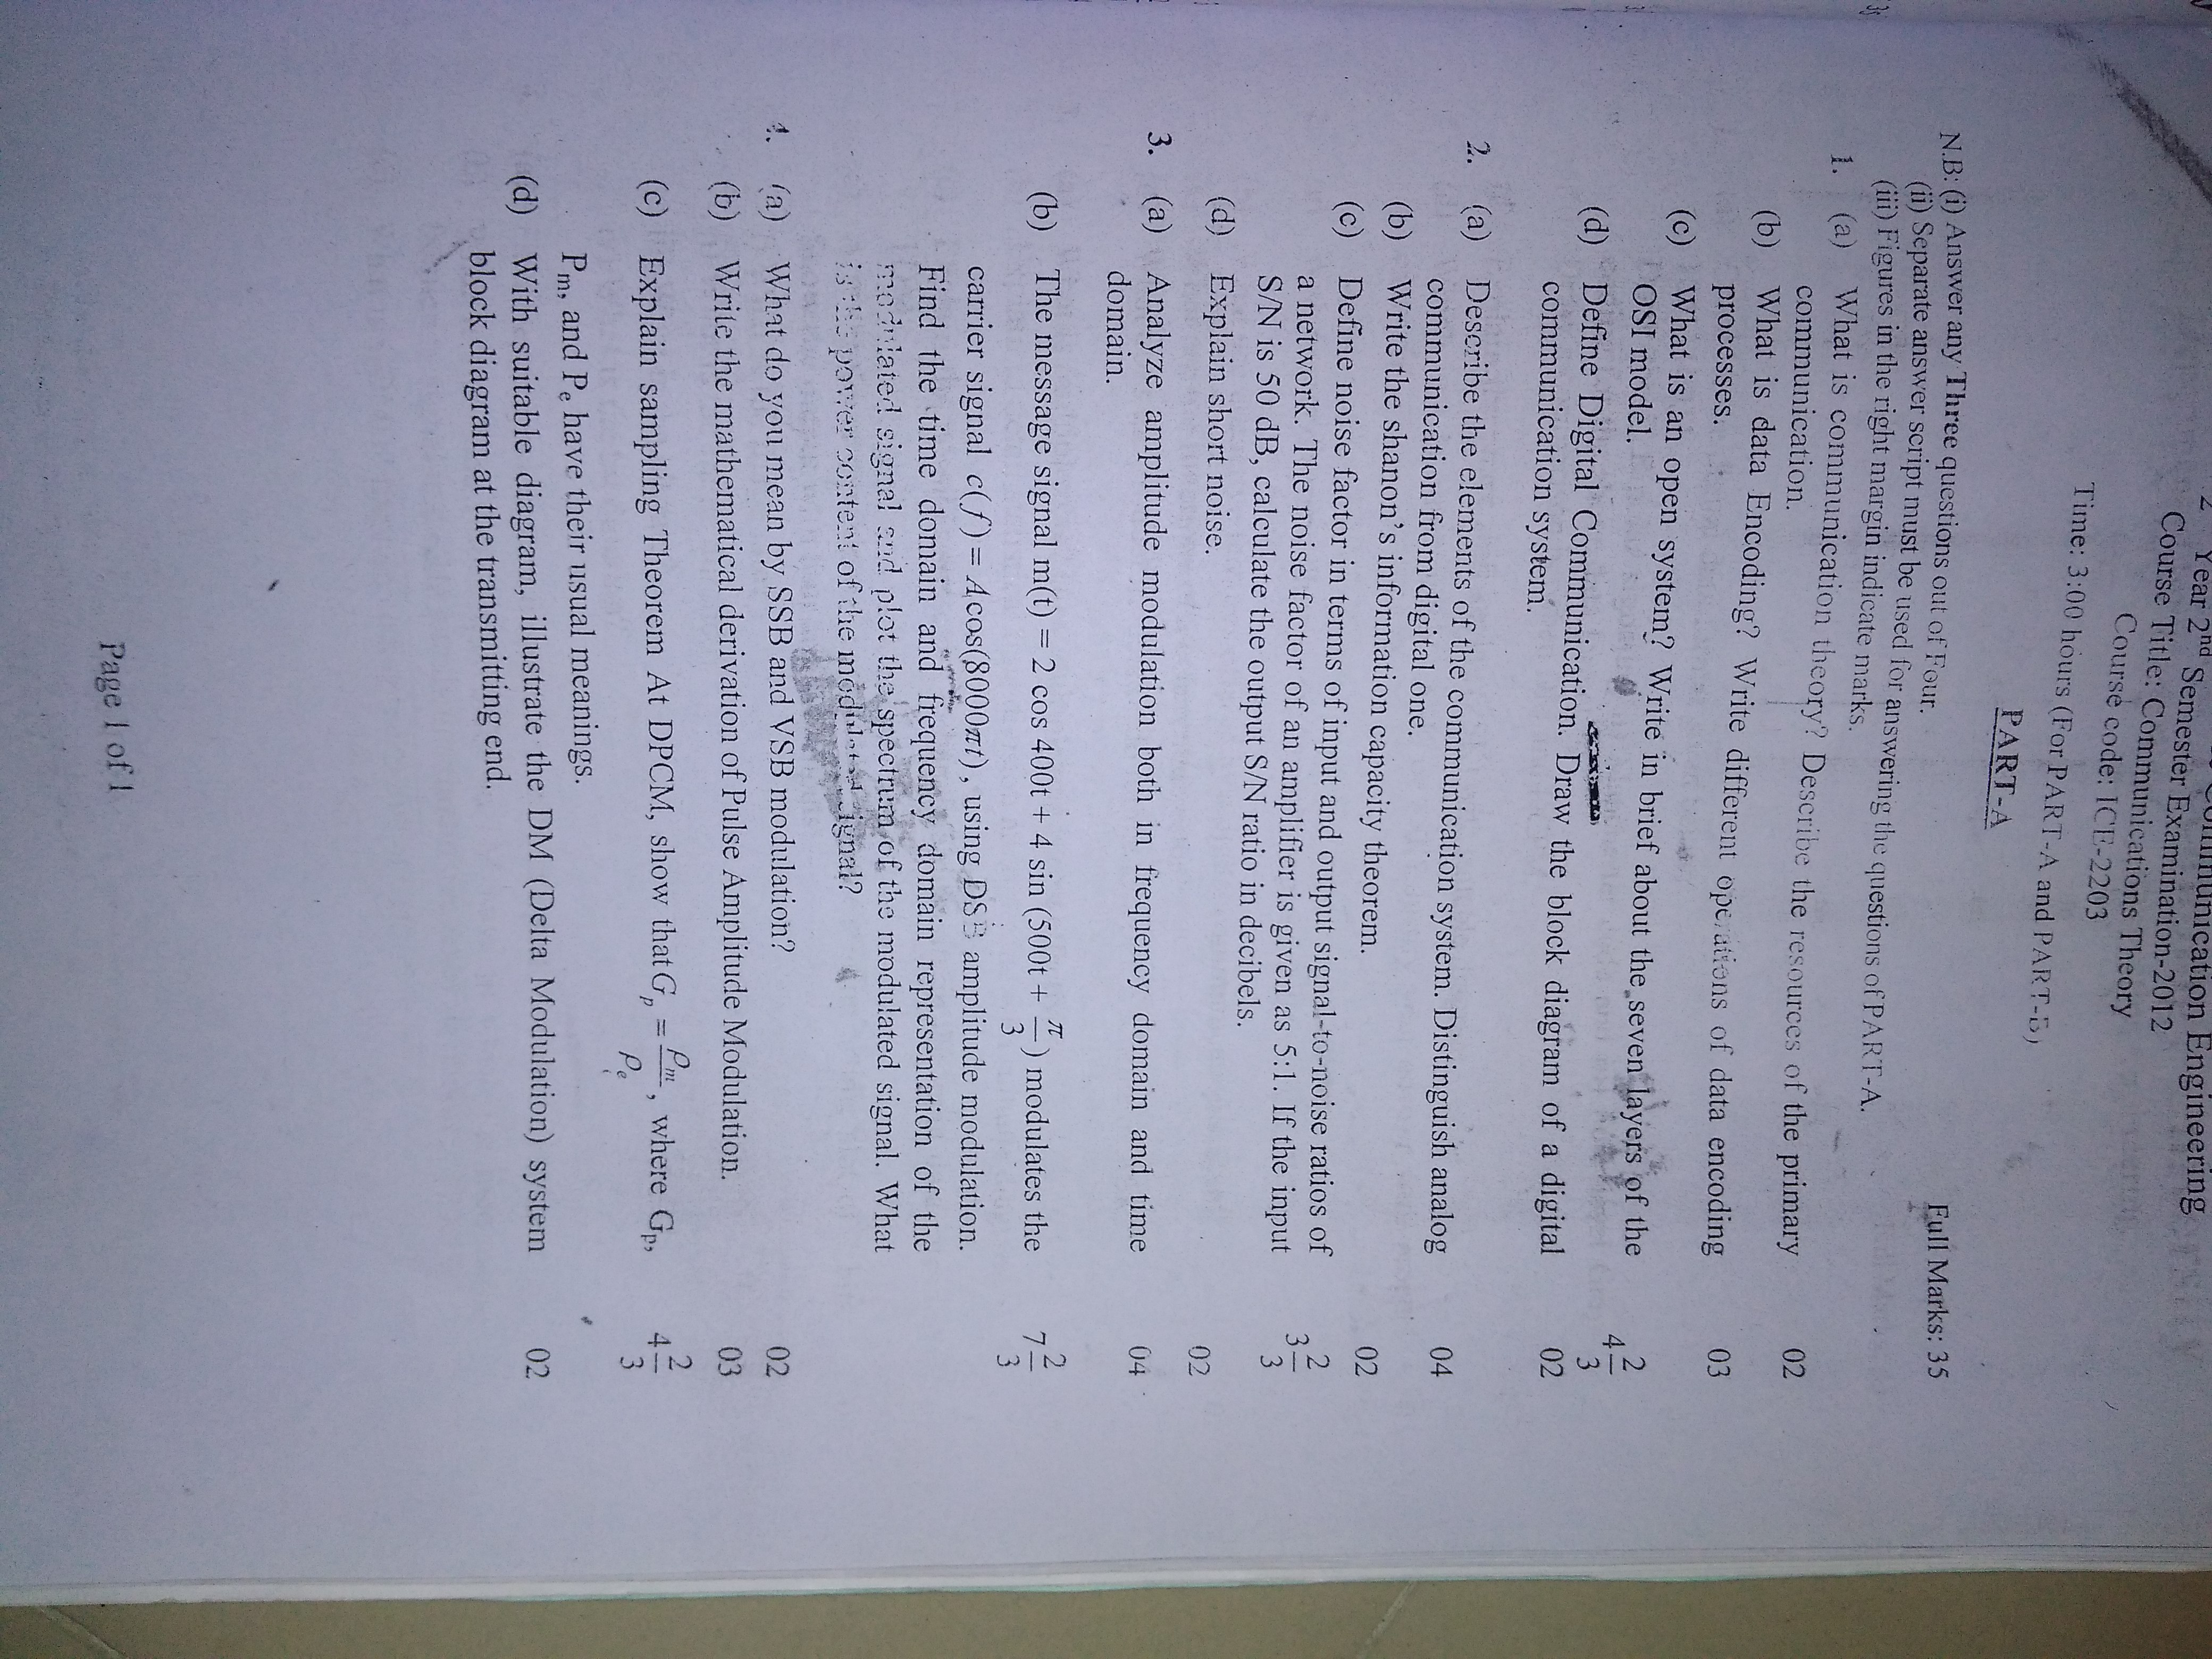 Communication Engineering
Year 2nd Semester Examination-2012
Course Title: Communications Theory
Course code: ICE-2203
Time: 3:00 hours (For PART-A and PART-B)
PART-A
Full Marks: 35
N.B: (i) Answer any Three questions out of Four.
(ii) Separate answer script must be used for answering the questions of PART-A.
(iii) Figures in the right margin indicate marks.
1. (a) What is communication theory? Describe the resources of the primary 02
communication.
(b) What is data Encoding? Write different operations of data encoding 03
processes.
(c) What is an open system? Write in brief about the seven layers of the 4 2/3
OSI model.
(d) Define Digital Communication. Draw the block diagram of a digital 02
communication system.
2. (a) Describe the elements of the communication system. Distinguish analog 04
communication from digital one.
(b) Write the shanon's information capacity theorem. 02
(c) Define noise factor in terms of input and output signal-to-noise ratios of 3 2/3
a network. The noise factor of an amplifier is given as 5:1. If the input
S/N is 50 dB, calculate the output S/N ratio in decibels.
(d) Explain short noise. 02
3. (a) Analyze amplitude modulation both in frequency domain and time 04
domain.
(b) The message signal m(t) = 2 cos 400t + 4 sin (500t + π/3) modulates the 7 2/3
carrier signal c(f) = A cos(8000πt), using DSB amplitude modulation.
Find the time domain and frequency domain representation of the
modulated signal and plot the spectrum of the modulated signal. What
is the power content of the modulated signal?
4. (a) What do you mean by SSB and VSB modulation? 02
(b) Write the mathematical derivation of Pulse Amplitude Modulation. 03
(c) Explain sampling Theorem At DPCM, show that Gp = ρm/ρe, where Gp, 4 2/3
Pm, and Pe have their usual meanings.
(d) With suitable diagram, illustrate the DM (Delta Modulation) system 02
block diagram at the transmitting end.
Page 1 of 1